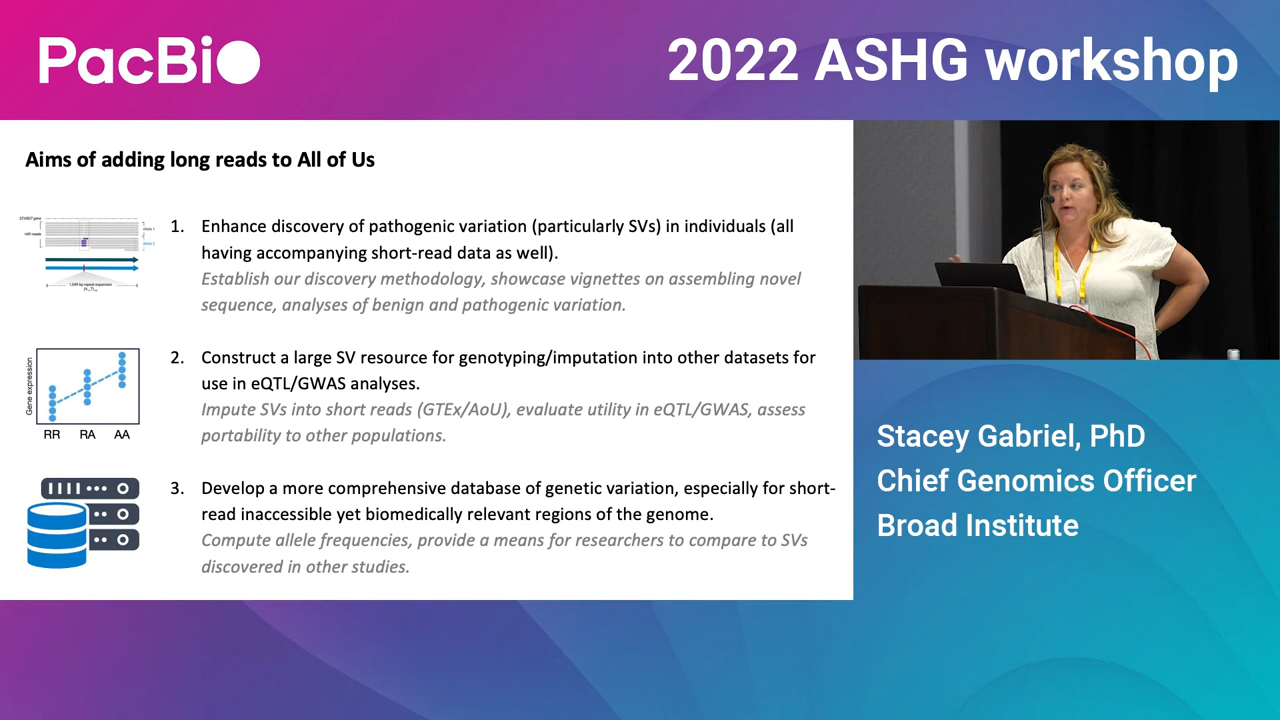 PacBio
2022 ASHG workshop
Aims of adding long reads to All of Us
1. Enhance discovery of pathogenic variation (particularly SVs) in individuals (all
having accompanying short-read data as well).
Establish our discovery methodology, showcase vignettes on assembling novel
sequence, analyses of benign and pathogenic variation.
Gene expression
RR RA AA
2. Construct a large SV resource for genotyping/imputation into other datasets for
use in eQTL/GWAS analyses.
Impute SVs into short reads (GTEx/AoU), evaluate utility in eQTL/GWAS, assess
portability to other populations.
3. Develop a more comprehensive database of genetic variation, especially for short-
read inaccessible yet biomedically relevant regions of the genome.
Compute allele frequencies, provide a means for researchers to compare to SVs
discovered in other studies.
Stacey Gabriel, PhD
Chief Genomics Officer
Broad Institute